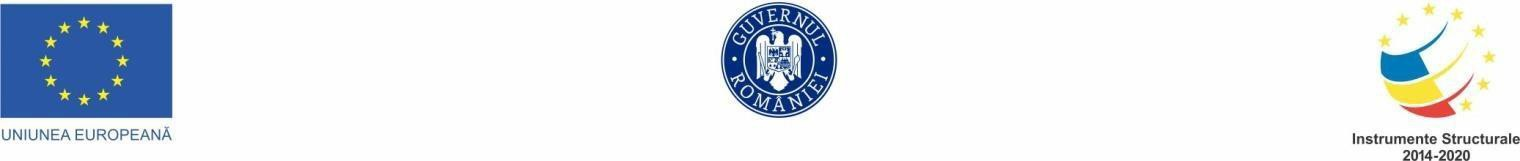 UNIUNEA EUROPEANĂ
GUVERNUL
ROMÂNIEI
Instrumente Structurale
2014-2020